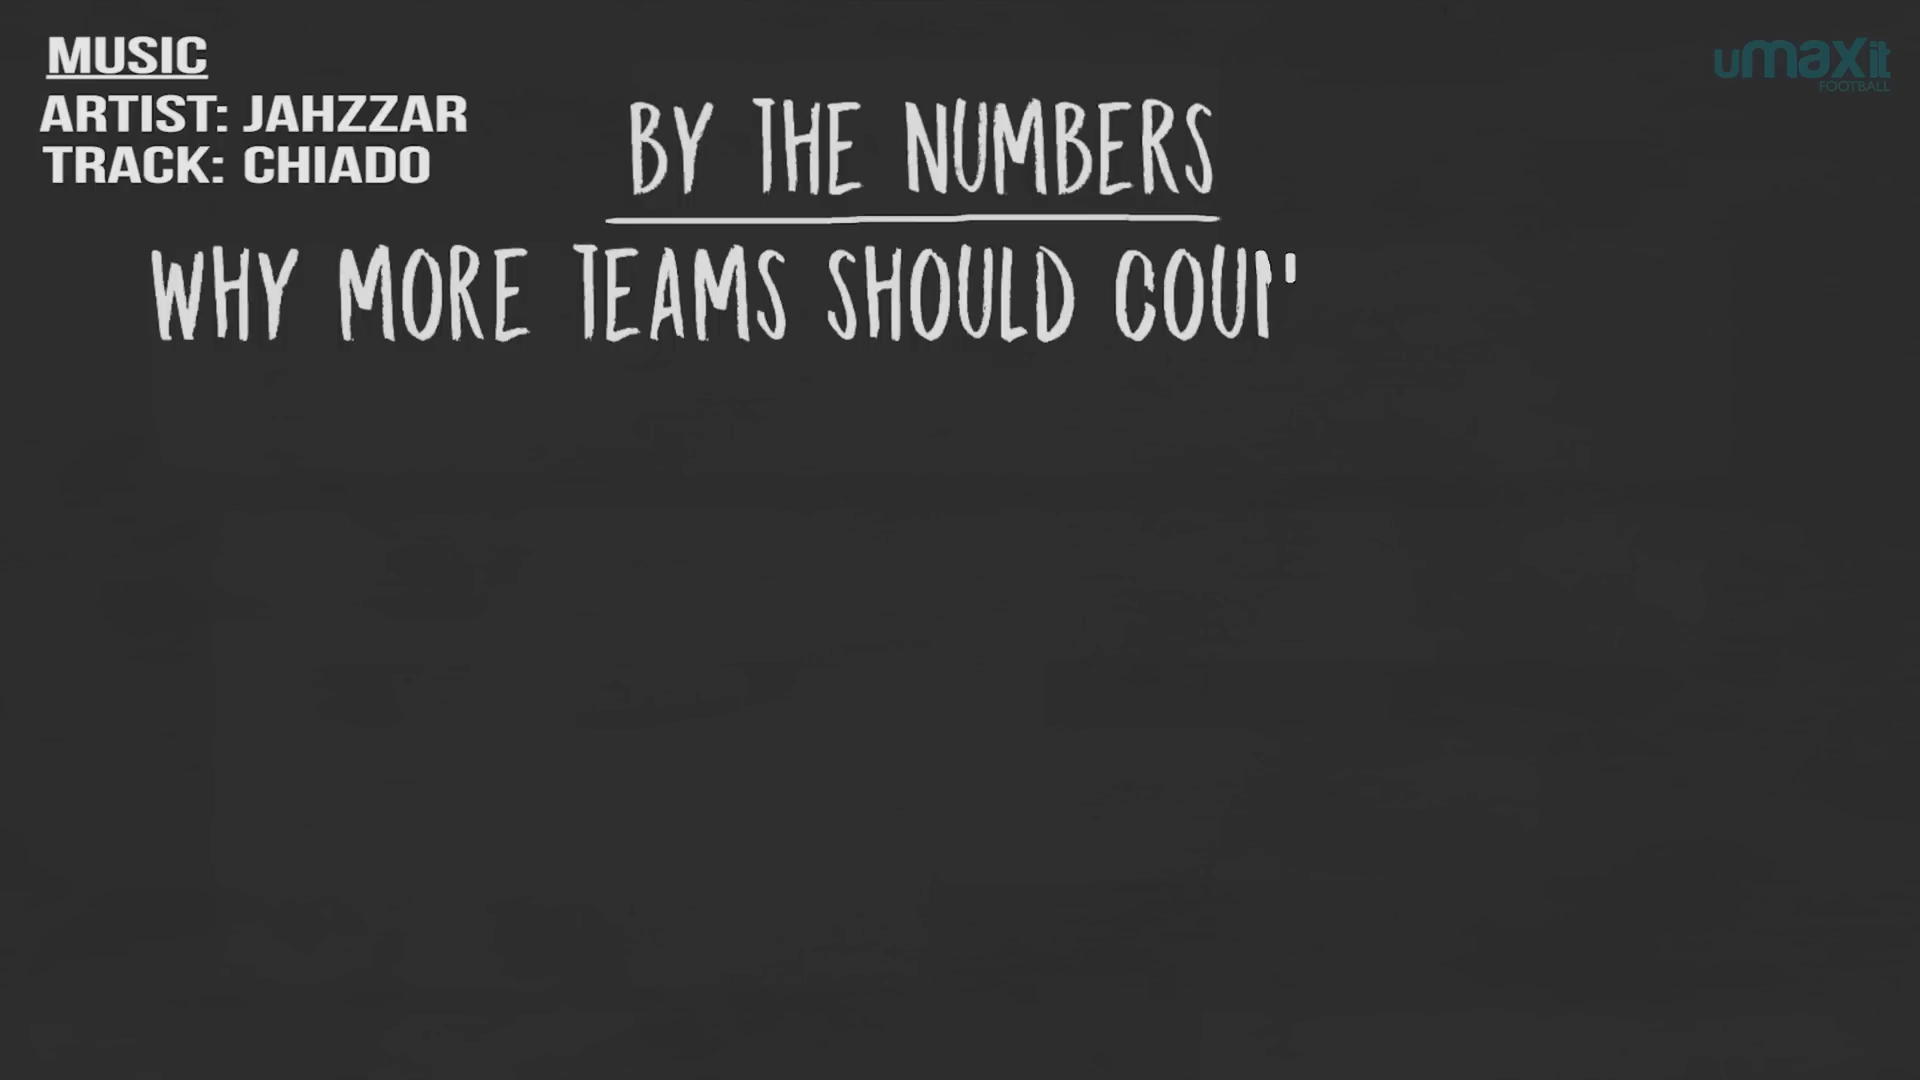 MUSIC
ARTIST: JAHZZAR
TRACK: CHIADO
umaxit
FOOTBALL
BY THE NUMBERS
WHY MORE TEAMS SHOULD